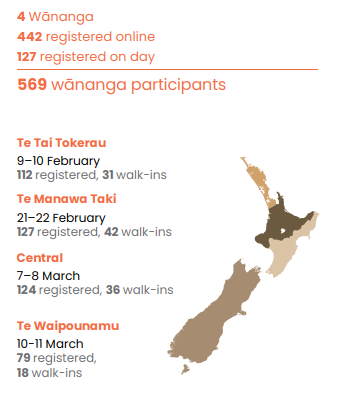 4 Wānanga
442 registered online
127 registered on day
569 wānanga participants
Te Tai Tokerau
9–10 February
112 registered, 31 walk-ins
Te Manawa Taki
21–22 February
127 registered, 42 walk-ins
Central
7–8 March
124 registered, 36 walk-ins
Te Waipounamu
10-11 March
79 registered,
18 walk-ins